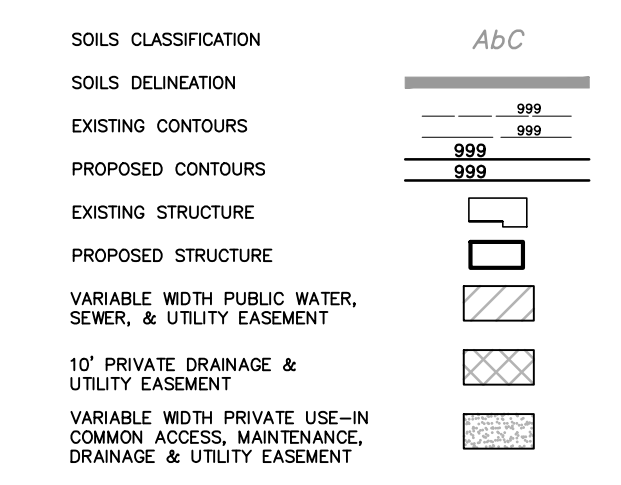 SOILS CLASSIFICATION AbC
SOILS DELINEATION
999
EXISTING CONTOURS
999
999
PROPOSED CONTOURS
999
EXISTING STRUCTURE
PROPOSED STRUCTURE
VARIABLE WIDTH PUBLIC WATER,
SEWER, & UTILITY EASEMENT
10' PRIVATE DRAINAGE &
UTILITY EASEMENT
VARIABLE WIDTH PRIVATE USE-IN
COMMON ACCESS, MAINTENANCE,
DRAINAGE & UTILITY EASEMENT